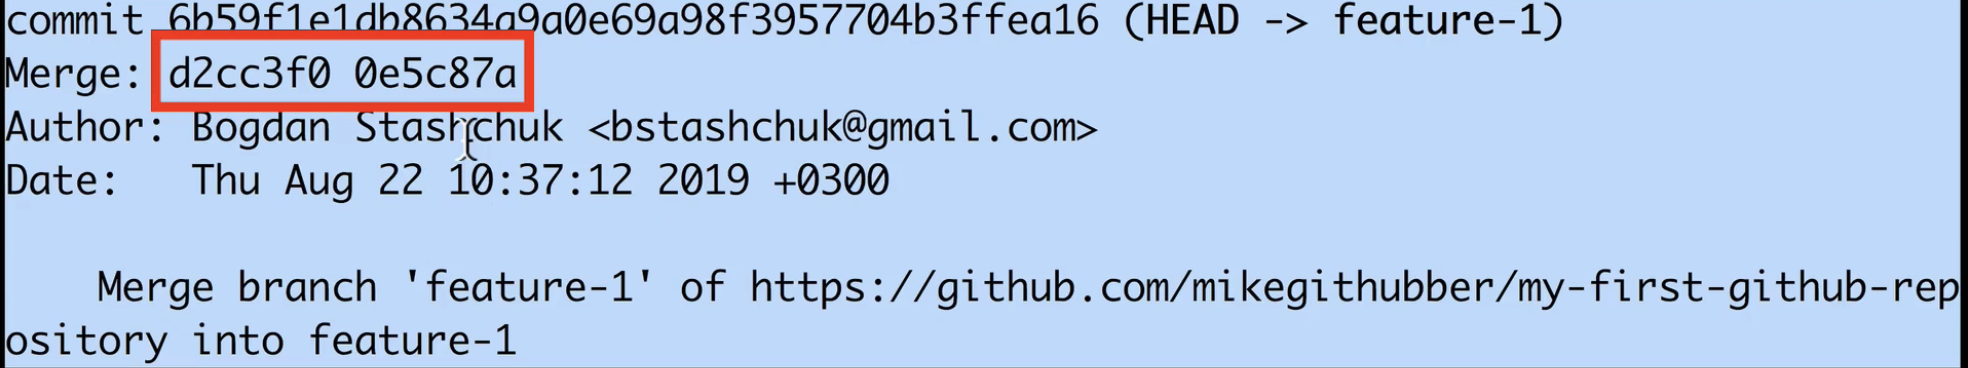 commit 6b59f1e1db8634a9a0e69a98f3957704b3ffea16 (HEAD -> feature-1)
Merge: d2cc3f0 0e5c87a
Author: Bogdan Stashchuk <bstashchuk@gmail.com>
Date:   Thu Aug 22 10:37:12 2019 +0300
Merge branch 'feature-1' of https://github.com/mikegithubber/my-first-github-rep
ository into feature-1